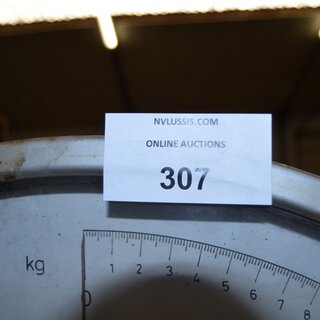 NVLUSSIS.COM
ONLINE AUCTIONS
307
kg
0 1 2 3 4 5 6 7 8